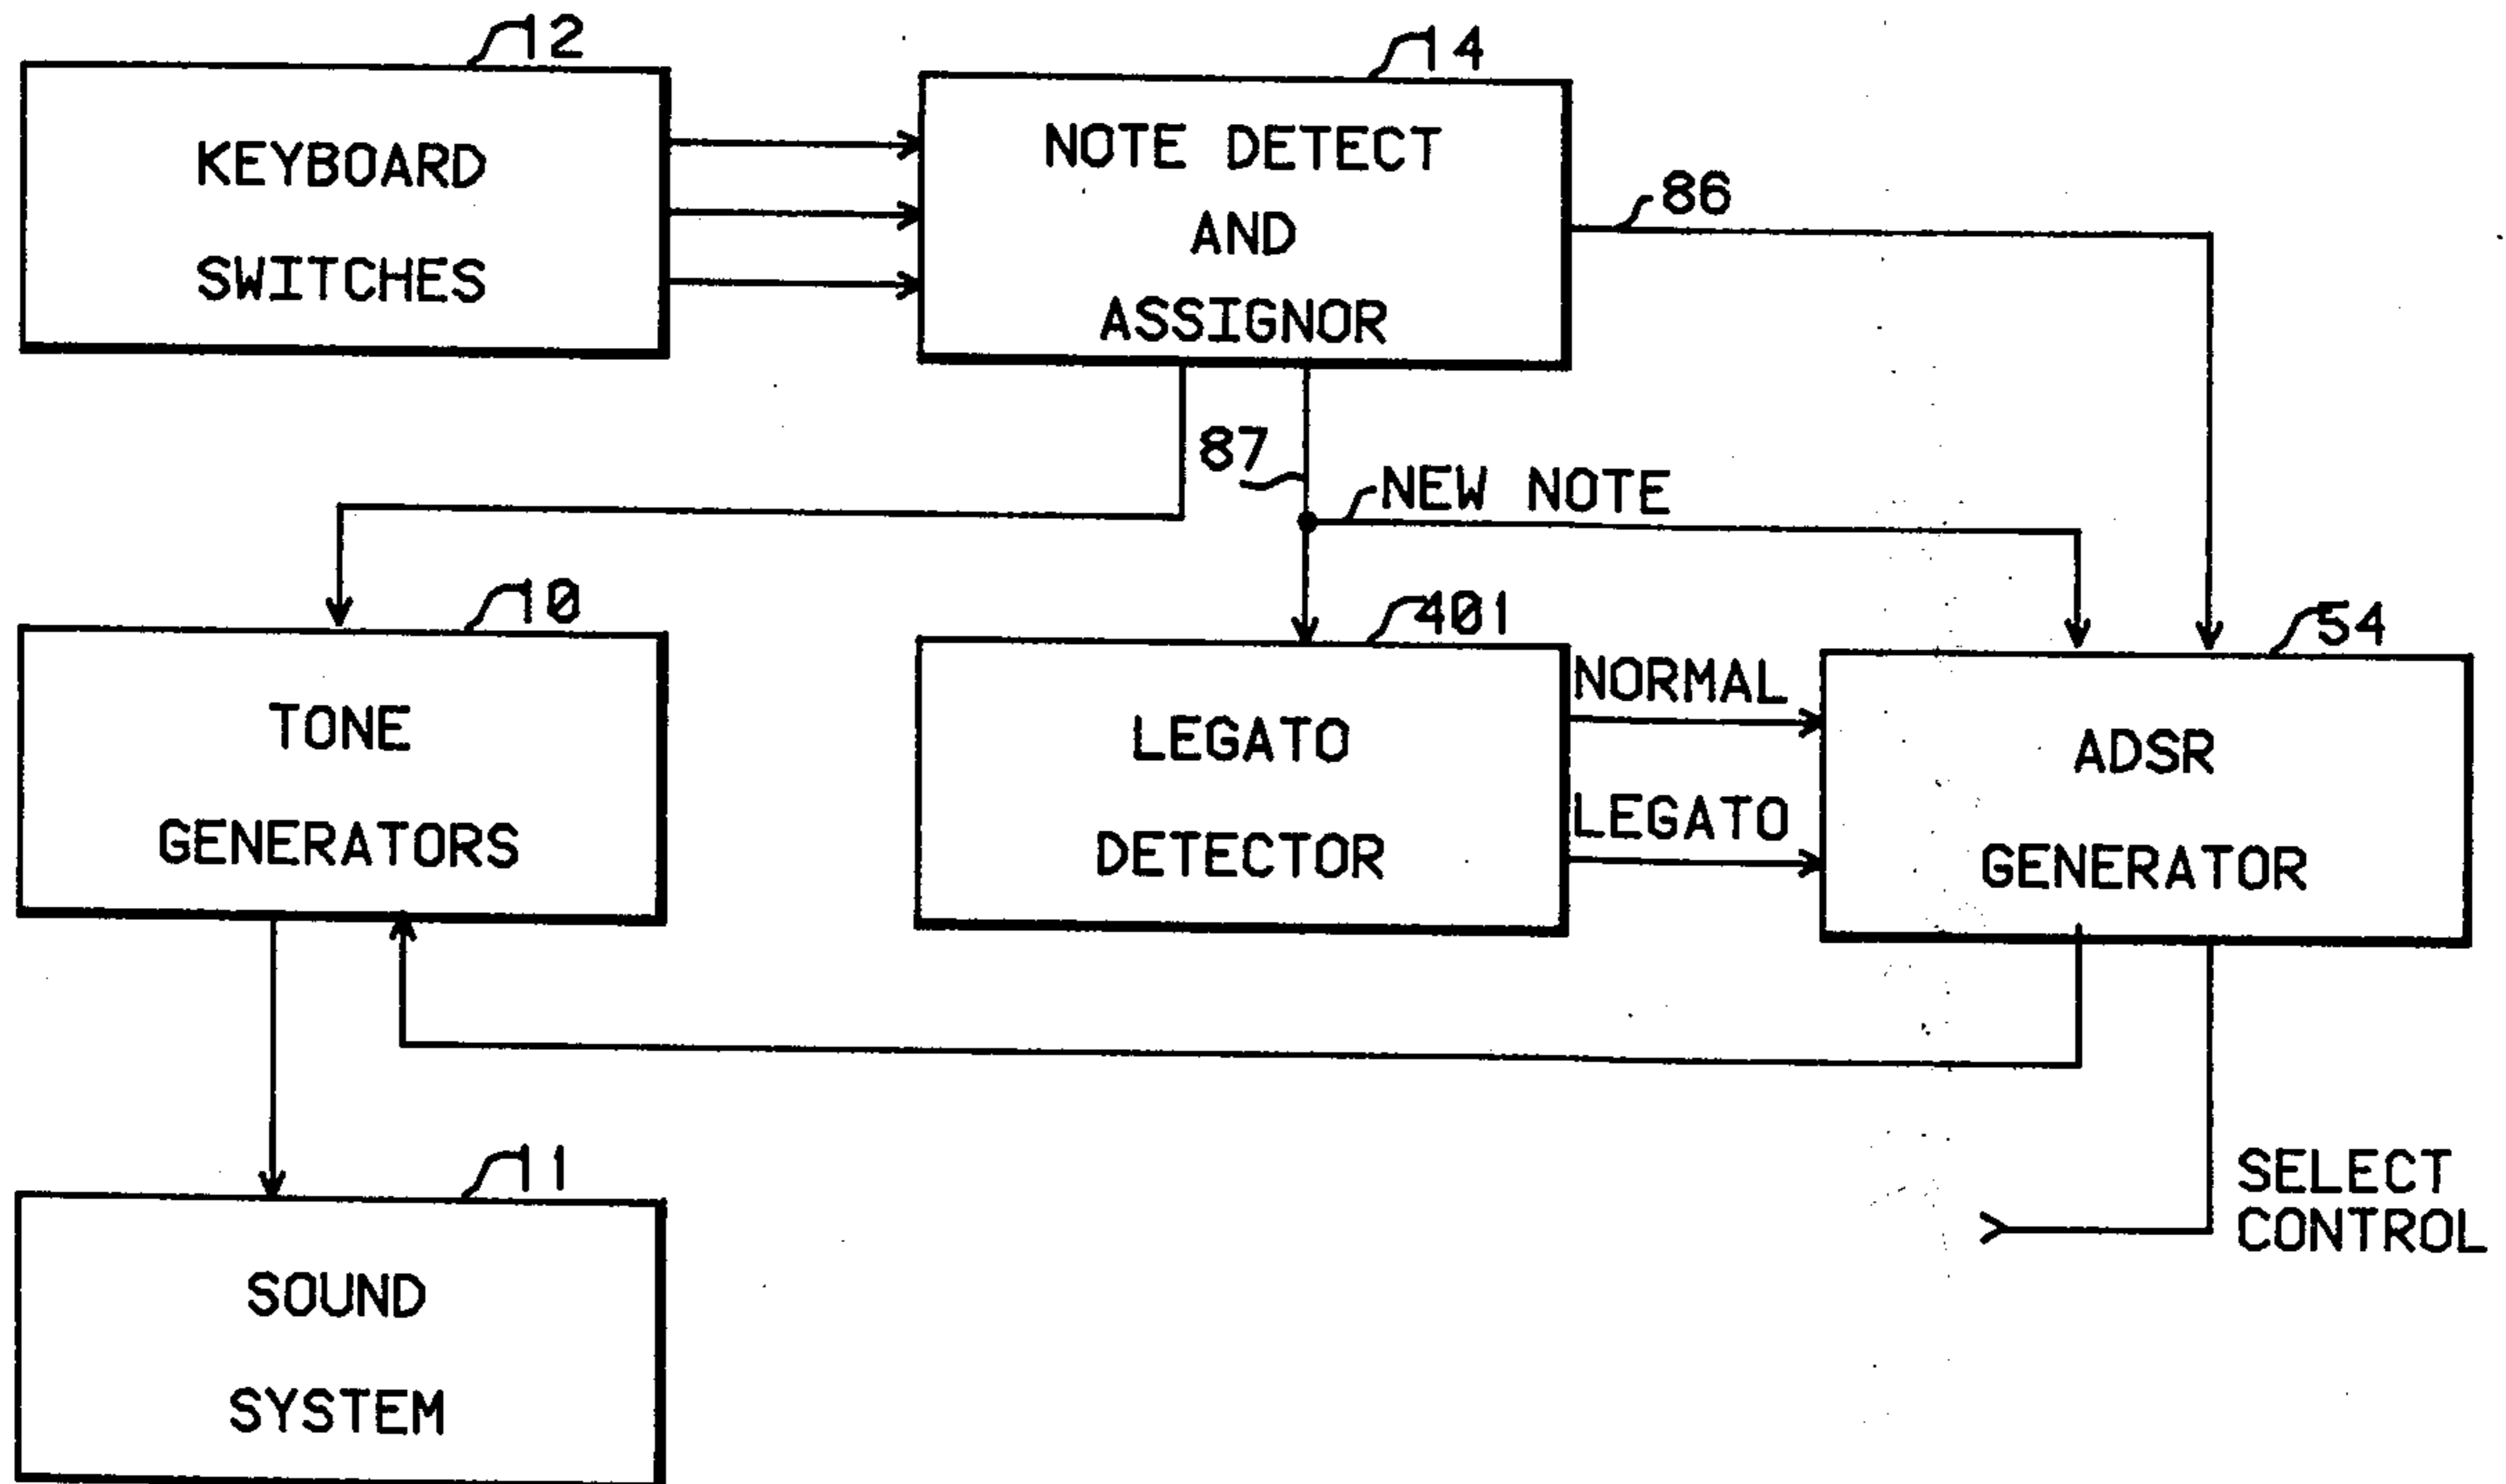 12
KEYBOARD
SWITCHES
14
NOTE DETECT
AND
ASSIGNOR
86
87
NEW NOTE
10
TONE
GENERATORS
401
LEGATO
DETECTOR
NORMAL
LEGATO
54
ADSR
GENERATOR
11
SOUND
SYSTEM
SELECT
CONTROL